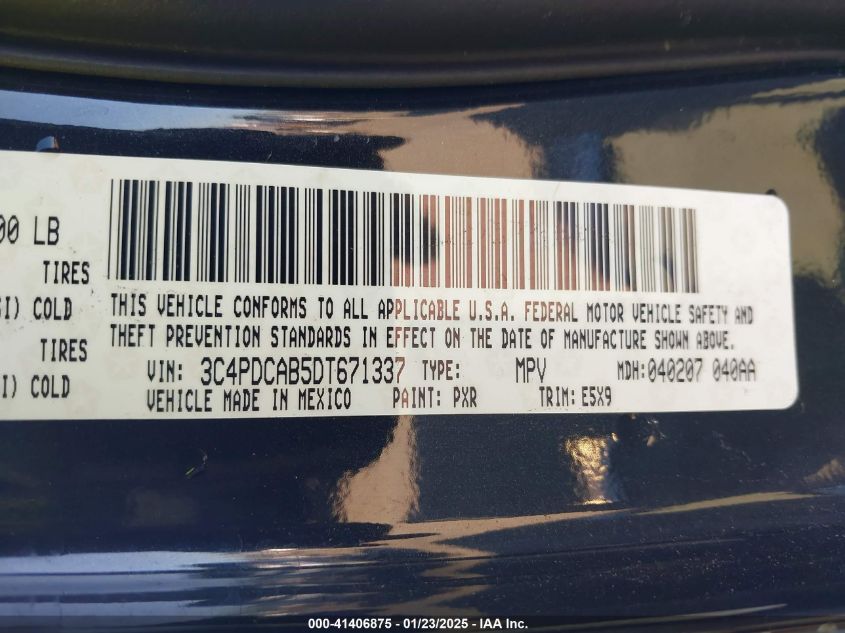 00 LB
TIRES
SI) COLD
TIRES
I) COLD
THIS VEHICLE CONFORMS TO ALL APPLICABLE U.S.A. FEDERAL MOTOR VEHICLE SAFETY AND
THEFT PREVENTION STANDARDS IN EFFECT ON THE DATE OF MANUFACTURE SHOWN ABOVE.
VIN: 3C4PDCAB5DT671337 TYPE: MPV MDH:040207 040AA
VEHICLE MADE IN MEXICO PAINT: PXR TRIM: E5X9
000-41406875 - 01/23/2025 - IAA Inc.